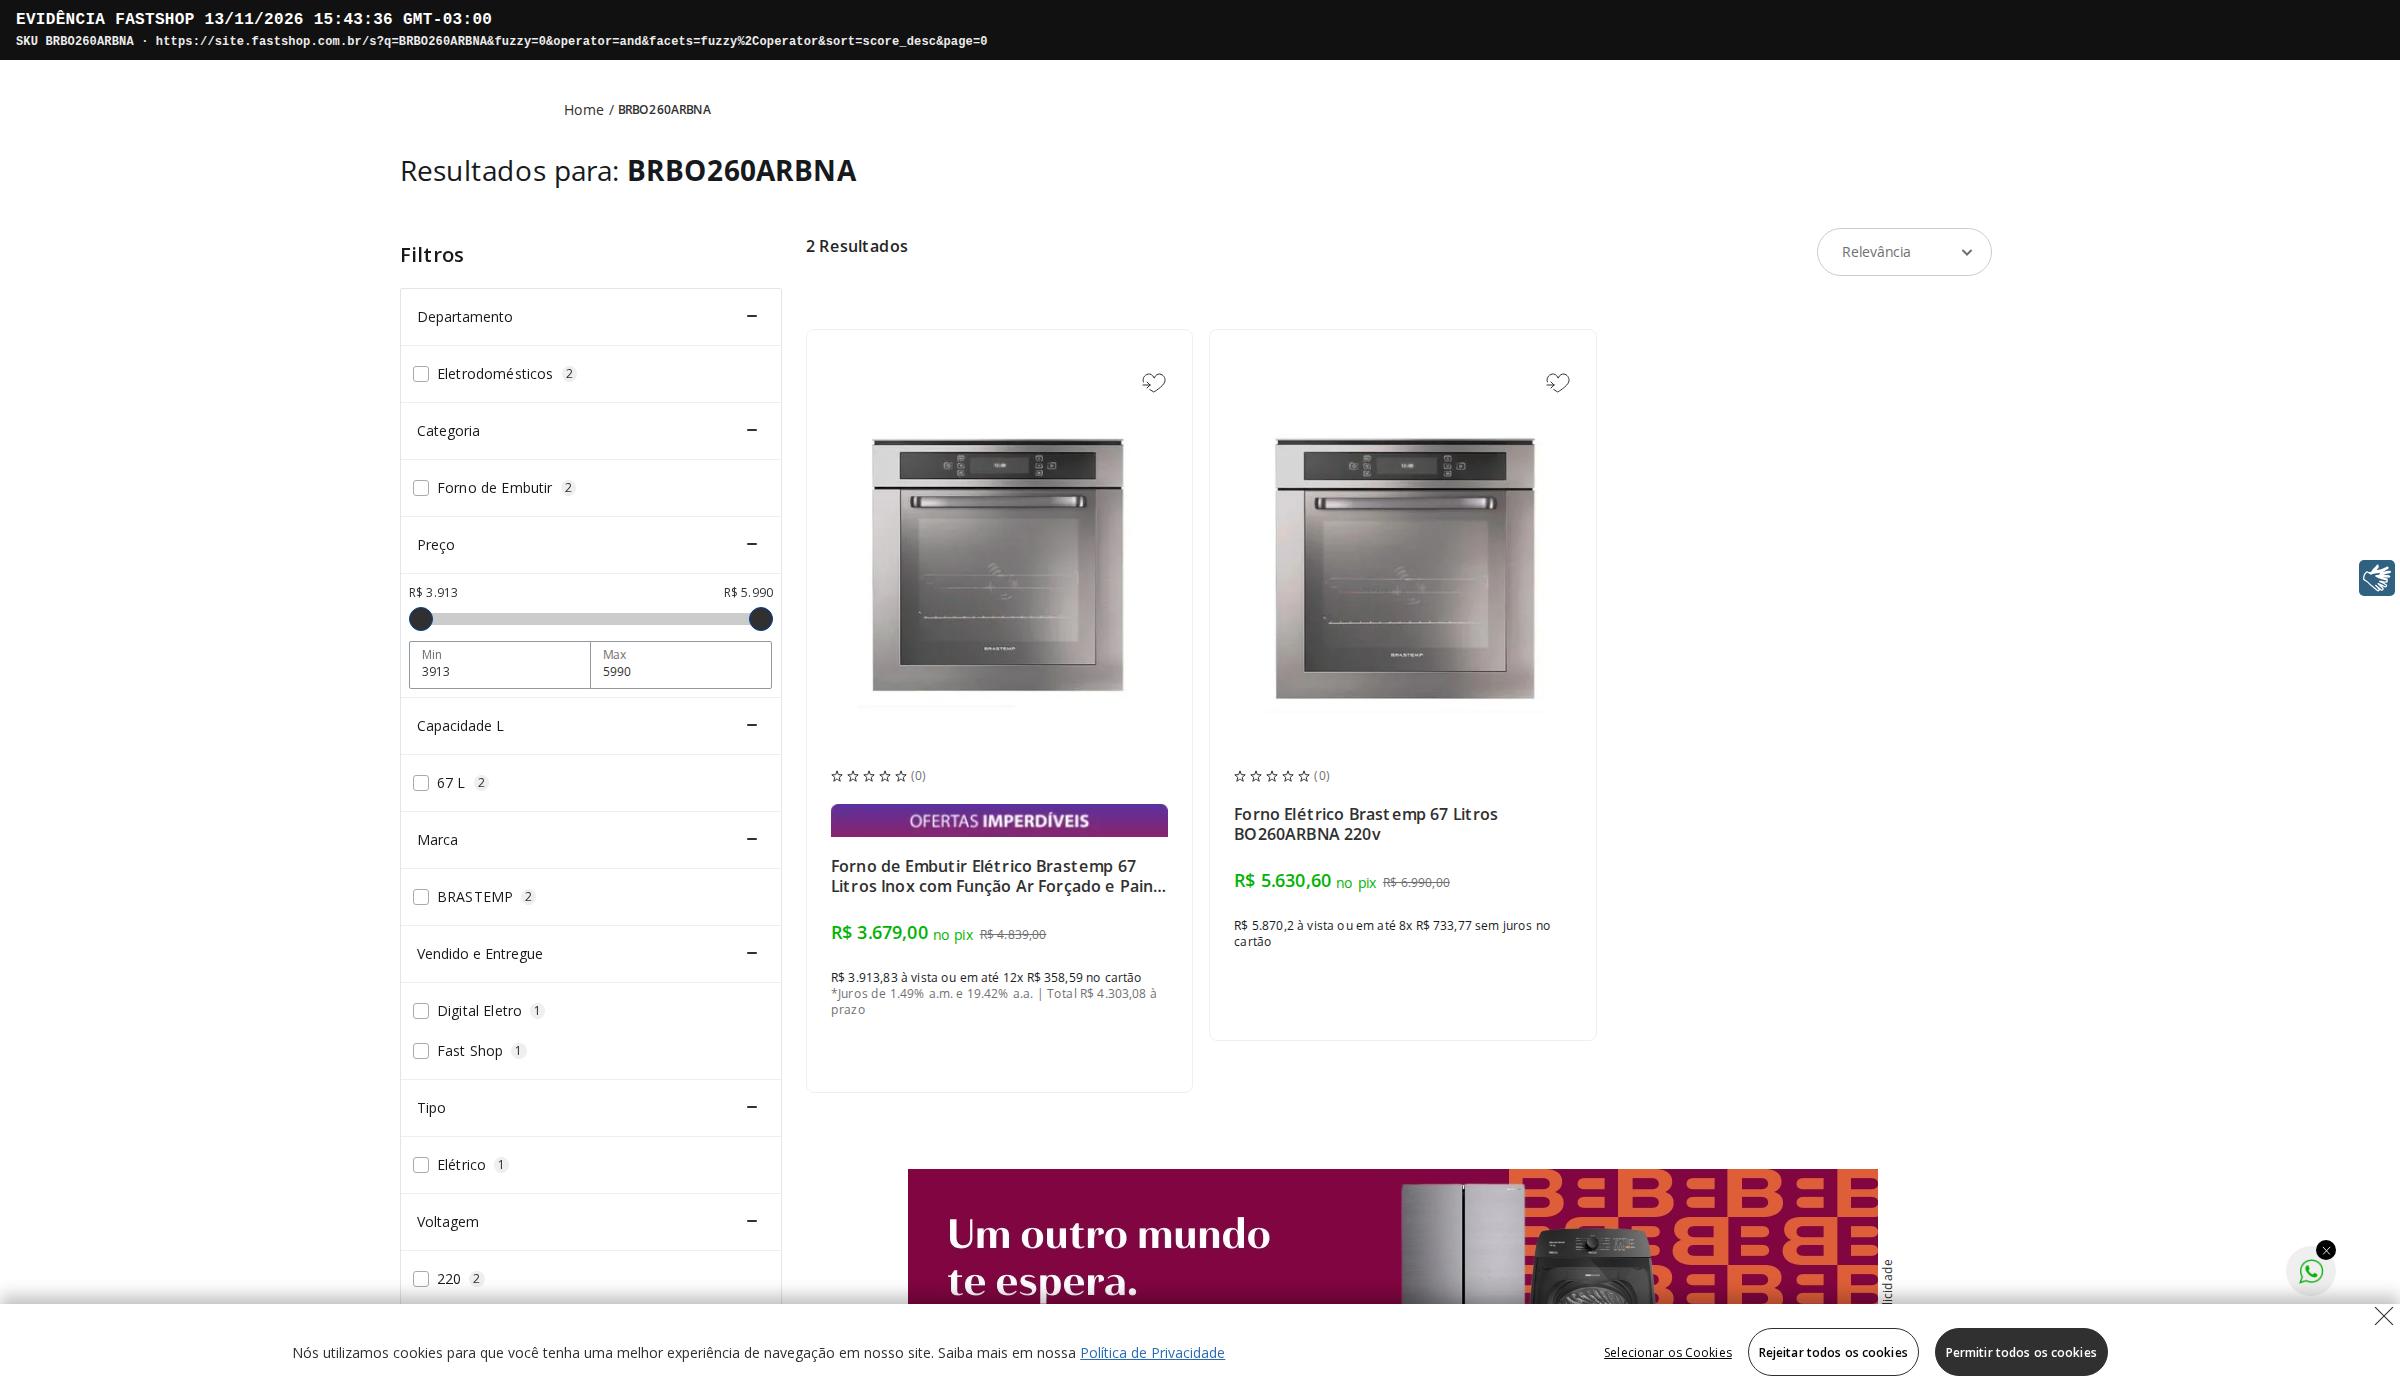 EVIDÊNCIA FASTSHOP 13/11/2026 15:43:36 GMT-03:00
SKU BRBO260ARBNA · https://site.fastshop.com.br/s?q=BRBO260ARBNA&fuzzy=0&operator=and&facets=fuzzy%2Coperator&sort=score_desc&page=0
Home / BRBO260ARBNA
Resultados para: BRBO260ARBNA
Filtros
2 Resultados
Relevância
Departamento
Eletrodomésticos 2
Categoria
Forno de Embutir 2
Preço
R$ 3.913 R$ 5.990
Min Max
3913 5990
Capacidade L
67 L 2
Marca
BRASTEMP 2
Vendido e Entregue
Digital Eletro 1
Fast Shop 1
Tipo
Elétrico 1
Voltagem
220 2
BRASTEMP
(0)
OFERTAS IMPERDÍVEIS
Forno de Embutir Elétrico Brastemp 67
Litros Inox com Função Ar Forçado e Pain...
R$ 3.679,00 no pix R$ 4.839,00
R$ 3.913,83 à vista ou em até 12x R$ 358,59 no cartão
*Juros de 1.49% a.m. e 19.42% a.a. | Total R$ 4.303,08 à
prazo
BRASTEMP
(0)
Forno Elétrico Brastemp 67 Litros
BO260ARBNA 220v
R$ 5.630,60 no pix R$ 6.990,00
R$ 5.870,2 à vista ou em até 8x R$ 733,77 sem juros no
cartão
Um outro mundo
te espera.
licidade
Nós utilizamos cookies para que você tenha uma melhor experiência de navegação em nosso site. Saiba mais em nossa Política de Privacidade
Selecionar os Cookies
Rejeitar todos os cookies
Permitir todos os cookies